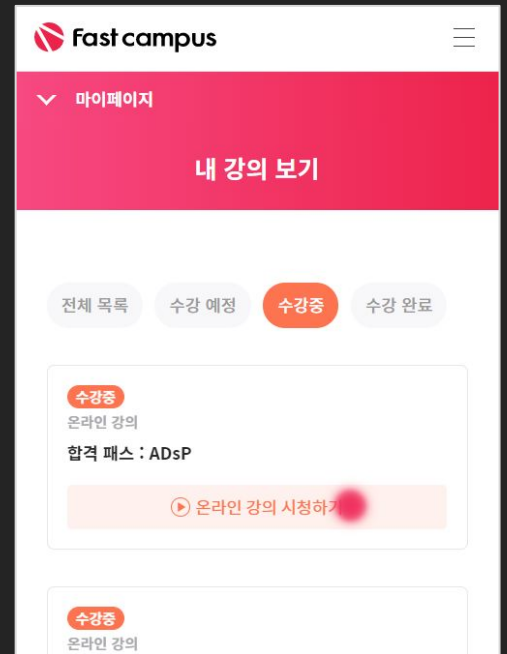 fast campus
마이페이지
내 강의 보기
전체 목록 수강 예정 수강중 수강 완료
수강중
온라인 강의
합격 패스 : ADsP
온라인 강의 시청하기
수강중
온라인 강의